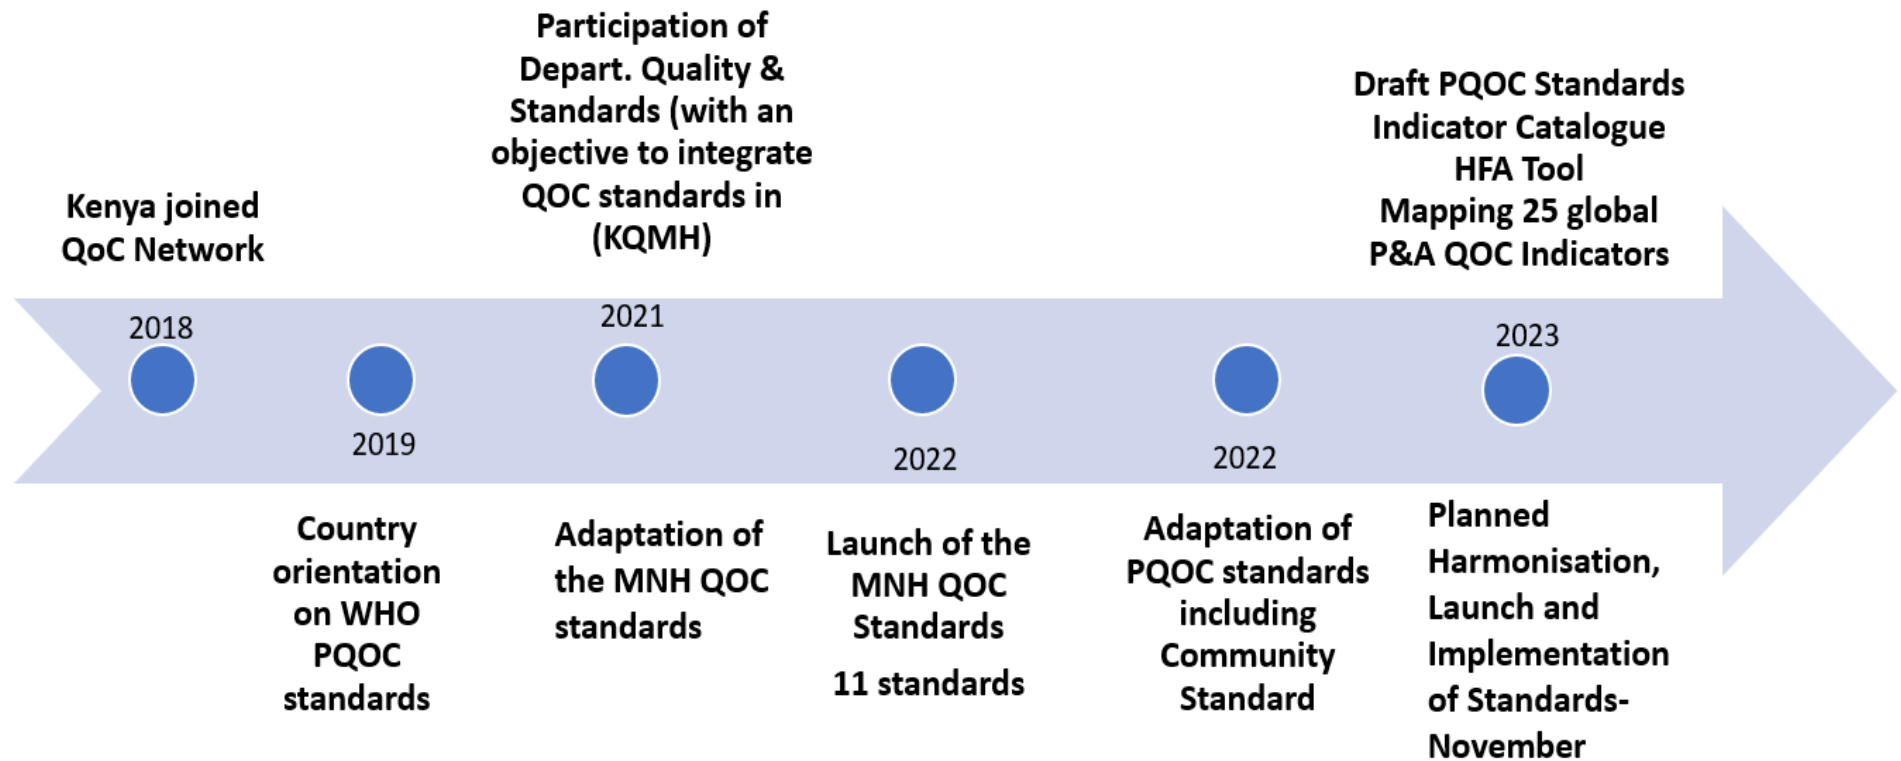 Kenya joined
QoC Network
2018
2019
Country
orientation
on WHO
PQOC
standards
Participation of
Depart. Quality &
Standards (with an
objective to integrate
QOC standards in
(KQMH)
2021
Adaptation of
the MNH QOC
standards
2022
Launch of the
MNH QOC
Standards
11 standards
2022
Adaptation of
PQOC standards
including
Community
Standard
Draft PQOC Standards
Indicator Catalogue
HFA Tool
Mapping 25 global
P&A QOC Indicators
2023
Planned
Harmonisation,
Launch and
Implementation
of Standards-
November